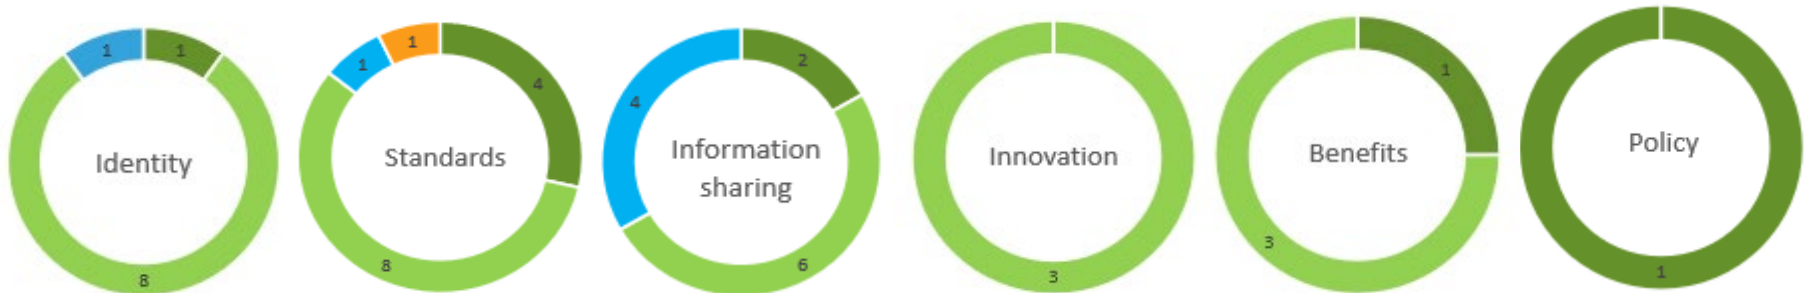 1
1
Identity
8
1
1
4
Standards
8
2
4
Information
sharing
6
Innovation
3
1
Benefits
3
Policy
1